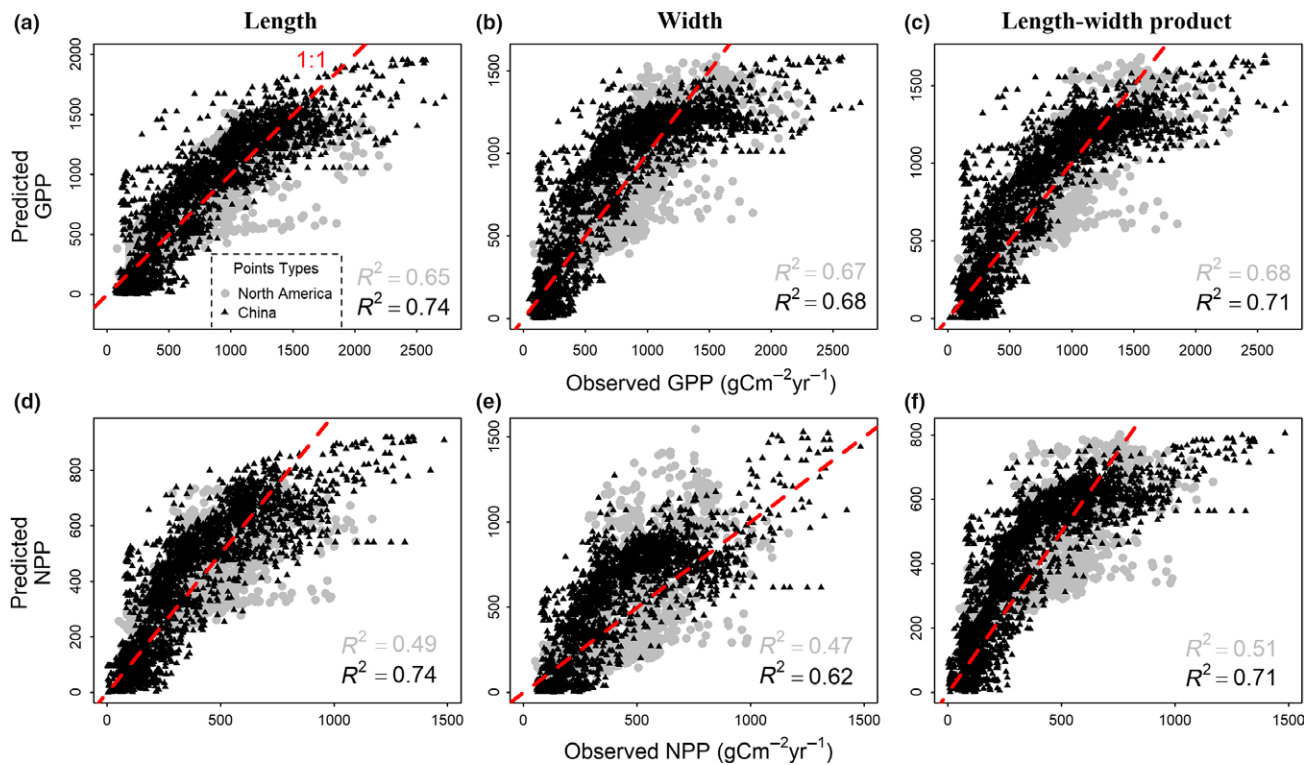 (a) Length
(b) Width
(c) Length-width product
Predicted GPP
0 500 1000 1500 2000
1:1
Points Types
North America
China
R² = 0.65
R² = 0.74
0 500 1000 1500 2000 2500
0 500 1000 1500
R² = 0.67
R² = 0.68
0 500 1000 1500 2000 2500
0 500 1000 1500
R² = 0.68
R² = 0.71
0 500 1000 1500 2000 2500
Observed GPP (gCm⁻²yr⁻¹)
(d)
(e)
(f)
Predicted NPP
0 200 400 600 800
R² = 0.49
R² = 0.74
0 500 1000 1500
0 500 1000 1500
R² = 0.47
R² = 0.62
0 500 1000 1500
0 200 400 600 800
R² = 0.51
R² = 0.71
0 500 1000 1500
Observed NPP (gCm⁻²yr⁻¹)